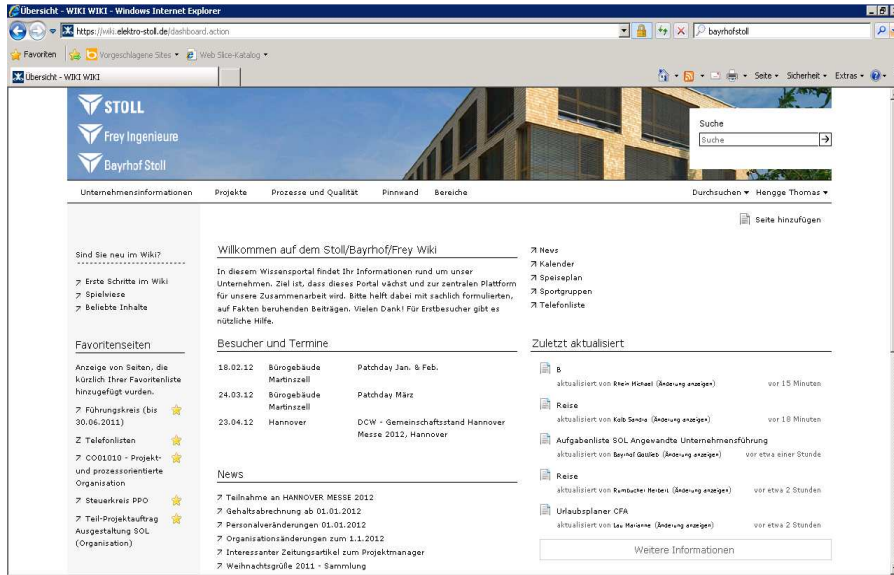 Übersicht - WIKI WIKI - Windows Internet Explorer
https://wiki.elektro-stoll.de/dashboard.action
bayrhofstoll
Favoriten
Vorgeschlagene Sites
Web Slice-Katalog
Übersicht - WIKI WIKI
Seite
Sicherheit
Extras
STOLL
Frey Ingenieure
Bayrhof Stoll
Suche
Suche
Unternehmensinformationen
Projekte
Prozesse und Qualität
Pinnwand
Bereiche
Durchsuchen
Hengge Thomas
Seite hinzufügen
Sind Sie neu im Wiki?
Erste Schritte im Wiki
Spielwiese
Beliebte Inhalte
Favoritenseiten
Anzeige von Seiten, die
kürzlich Ihrer Favoritenliste
hinzugefügt wurden.
Führungskreis (bis
30.06.2011)
Z Telefonlisten
CO01010 - Projekt-
und prozessorientierte
Organisation
Steuerkreis PPO
Teil-Projektauftrag
Ausgestaltung SOL
(Organisation)
Willkommen auf dem Stoll/Bayrhof/Frey Wiki
In diesem Wissensportal findet Ihr Informationen rund um unser
Unternehmen. Ziel ist, dass dieses Portal wächst und zur zentralen Plattform
für unsere Zusammenarbeit wird. Bitte helft dabei mit sachlich formulierten,
auf Fakten beruhenden Beiträgen. Vielen Dank! Für Erstbesucher gibt es
nützliche Hilfe.
News
Kalender
Speiseplan
Sportgruppen
Telefonliste
Besucher und Termine
18.02.12 Bürogebäude Patchday Jan. & Feb.
Martinszell
24.03.12 Bürogebäude Patchday März
Martinszell
23.04.12 Hannover DCW - Gemeinschaftsstand Hannover
Messe 2012, Hannover
News
Teilnahme an HANNOVER MESSE 2012
Gehaltsabrechnung ab 01.01.2012
Personalveränderungen 01.01.2012
Organisationsänderungen zum 1.1.2012
Interessanter Zeitungsartikel zum Projektmanager
Weihnachtsgrüße 2011 - Sammlung
Zuletzt aktualisiert
B
aktualisiert von Rhein Michael (Änderung anzeigen) vor 15 Minuten
Reise
aktualisiert von Kolb Sandra (Änderung anzeigen) vor 18 Minuten
Aufgabenliste SOL Angewandte Unternehmensführung
aktualisiert von Bayrhof Gottlieb (Änderung anzeigen) vor etwa einer Stunde
Reise
aktualisiert von Rumbucher Herbert (Änderung anzeigen) vor etwa 2 Stunden
Urlaubsplaner CFA
aktualisiert von Lau Marianne (Änderung anzeigen) vor etwa 2 Stunden
Weitere Informationen